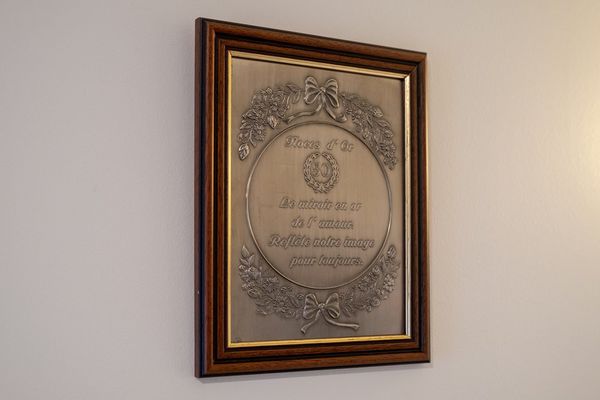 Noces d'Or
50
Le miroir en or
de l'amour.
Reflète notre image
pour toujours.